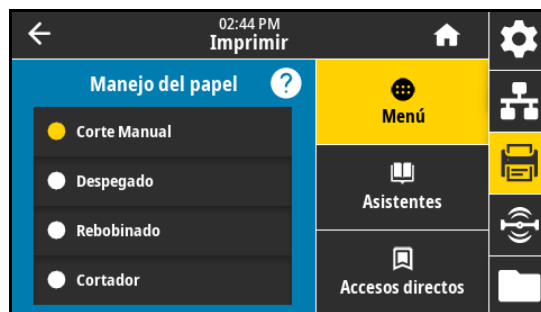 02:44 PM
Imprimir
Manejo del papel ?
Corte Manual
Despegado
Rebobinado
Cortador
Menú
Asistentes
Accesos directos